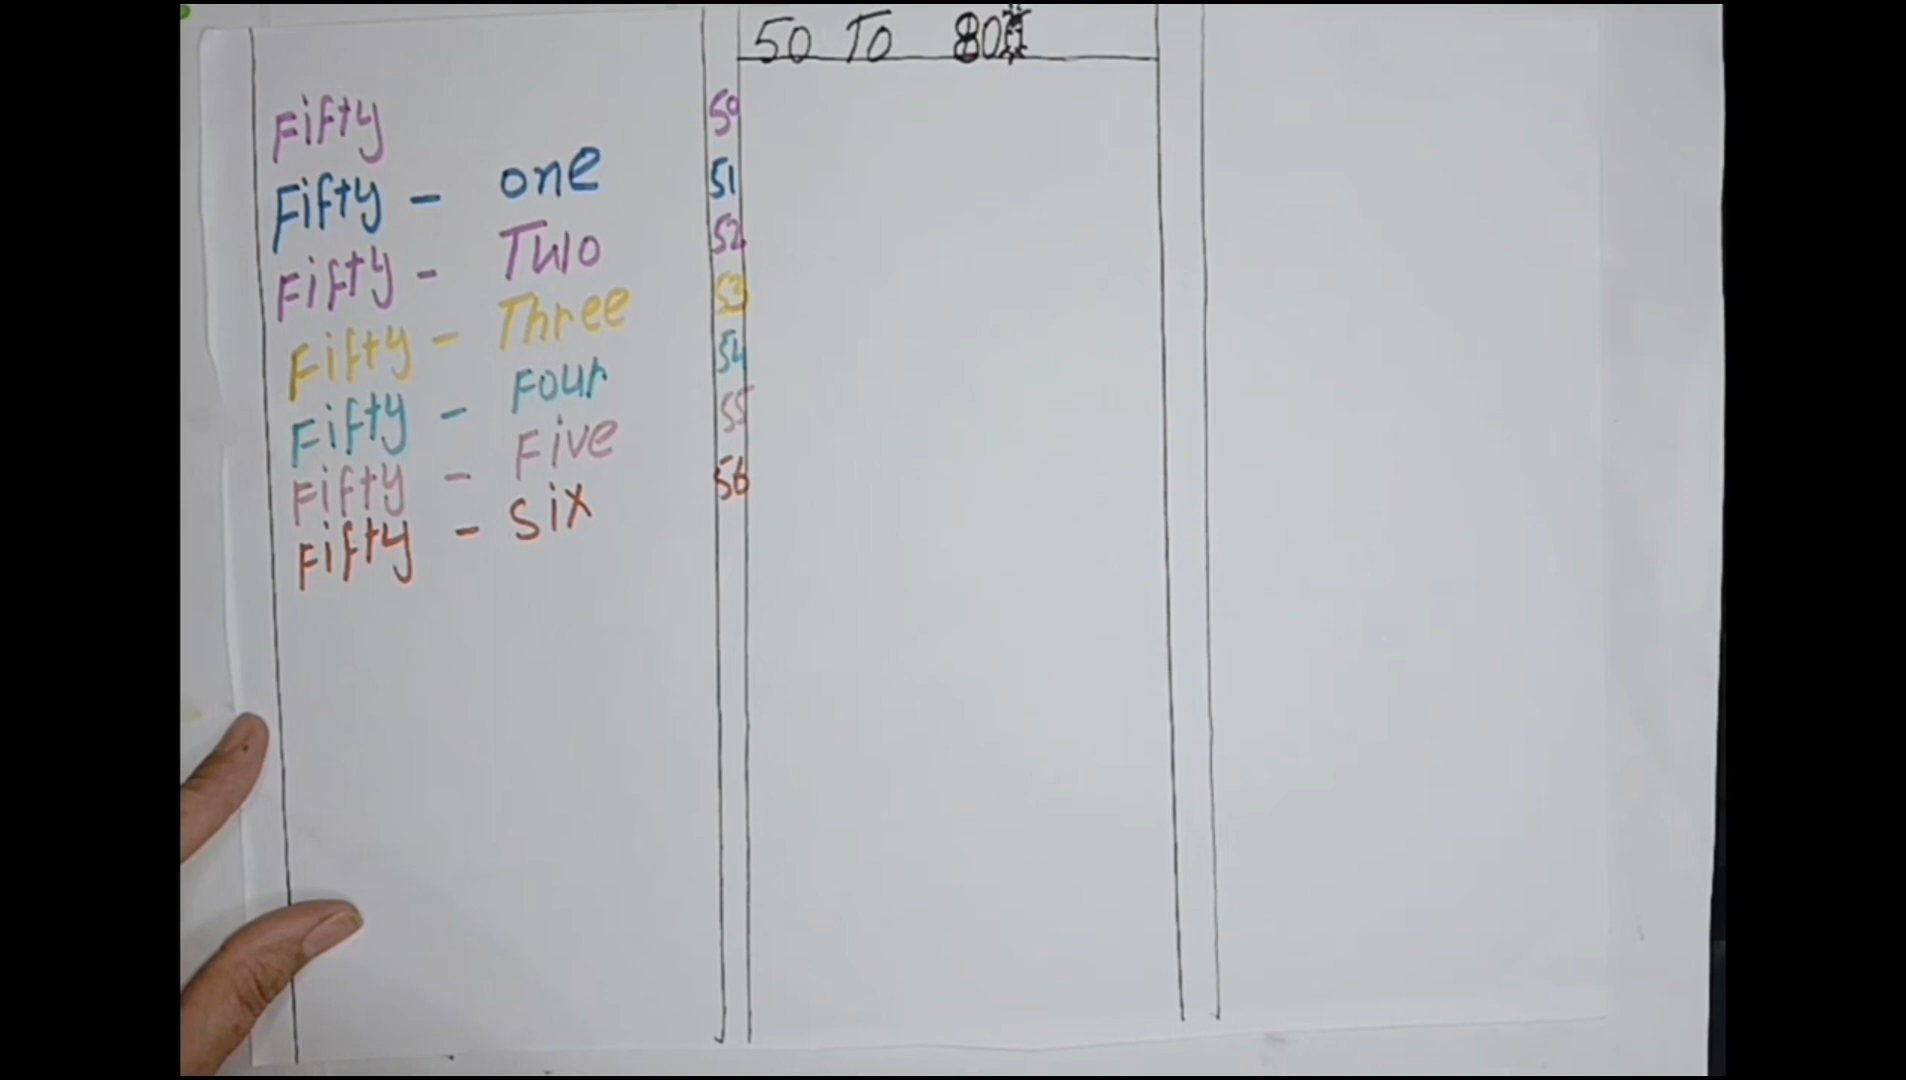 50 To 80
Fifty 50
Fifty - one 51
Fifty - Two 52
Fifty - Three 53
Fifty - Four 54
Fifty - Five 55
Fifty - six 56